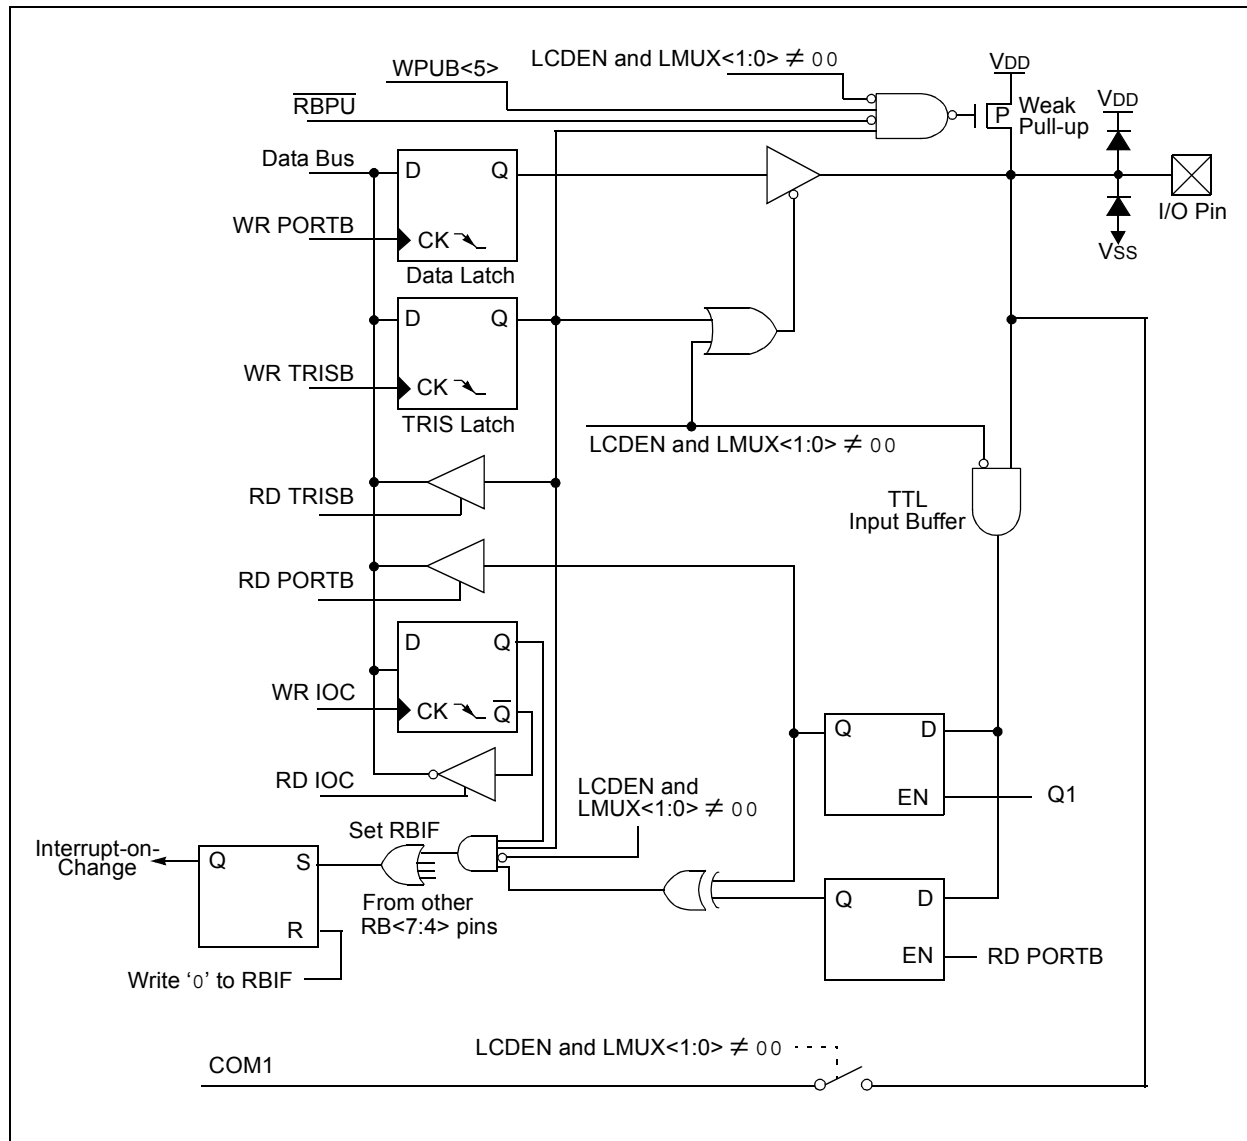 LCDEN and LMUX<1:0> ≠ 00
WPUB<5>
VDD
R̅B̅P̅U̅
P
Weak
Pull-up
VDD
Data Bus
D
Q
WR PORTB
CK
Data Latch
I/O Pin
VSS
D
Q
WR TRISB
CK
TRIS Latch
LCDEN and LMUX<1:0> ≠ 00
RD TRISB
TTL
Input Buffer
RD PORTB
D
Q
WR IOC
CK
Q̅
Q
D
RD IOC
LCDEN and
LMUX<1:0> ≠ 00
EN
Q1
Set RBIF
Interrupt-on-
Change
Q
S
From other
RB<7:4> pins
Q
D
R
EN
RD PORTB
Write ‘0’ to RBIF
LCDEN and LMUX<1:0> ≠ 00
COM1